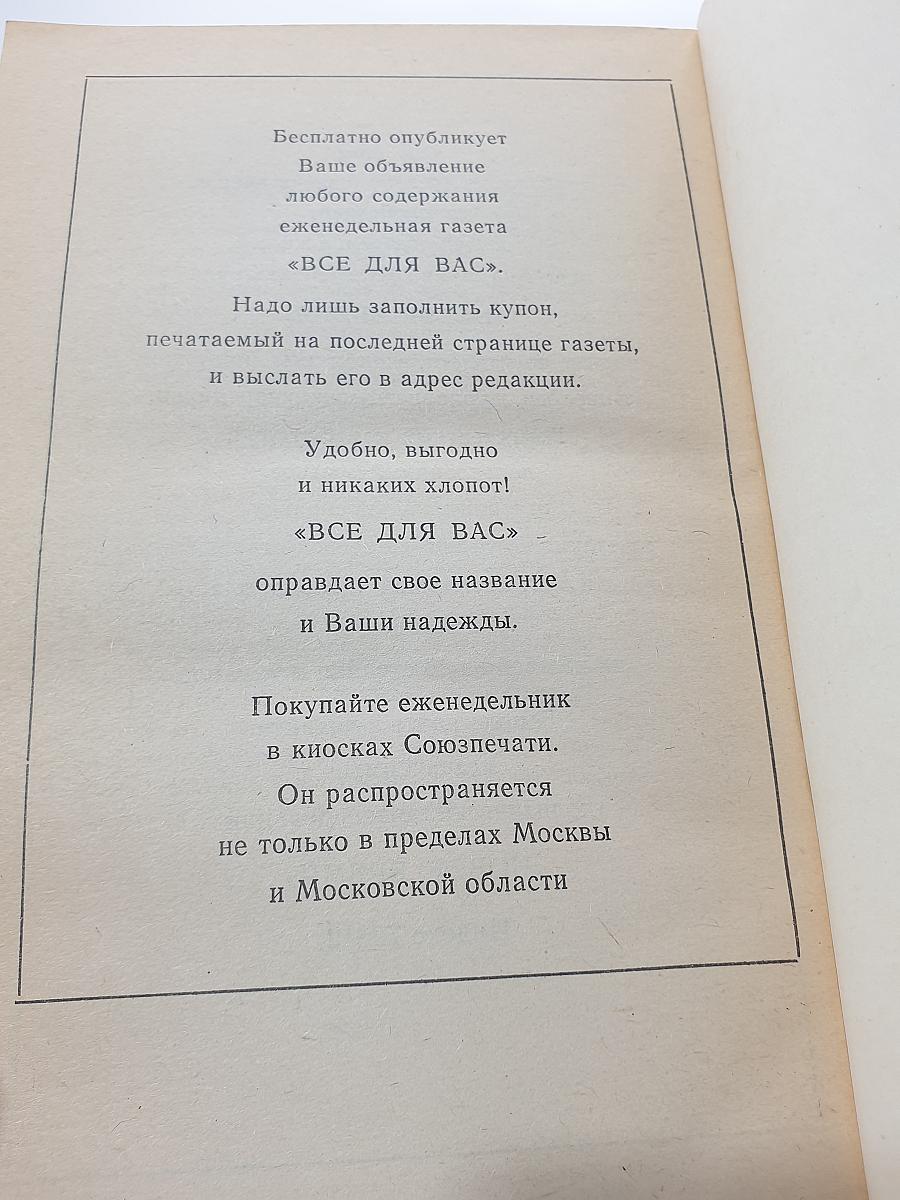 Бесплатно опубликует
Ваше объявление
любого содержания
еженедельная газета
«ВСЕ ДЛЯ ВАС».
Надо лишь заполнить купон,
печатаемый на последней странице газеты,
и выслать его в адрес редакции.
Удобно, выгодно
и никаких хлопот!
«ВСЕ ДЛЯ ВАС»
оправдает свое название
и Ваши надежды.
Покупайте еженедельник
в киосках Союзпечати.
Он распространяется
не только в пределах Москвы
и Московской области